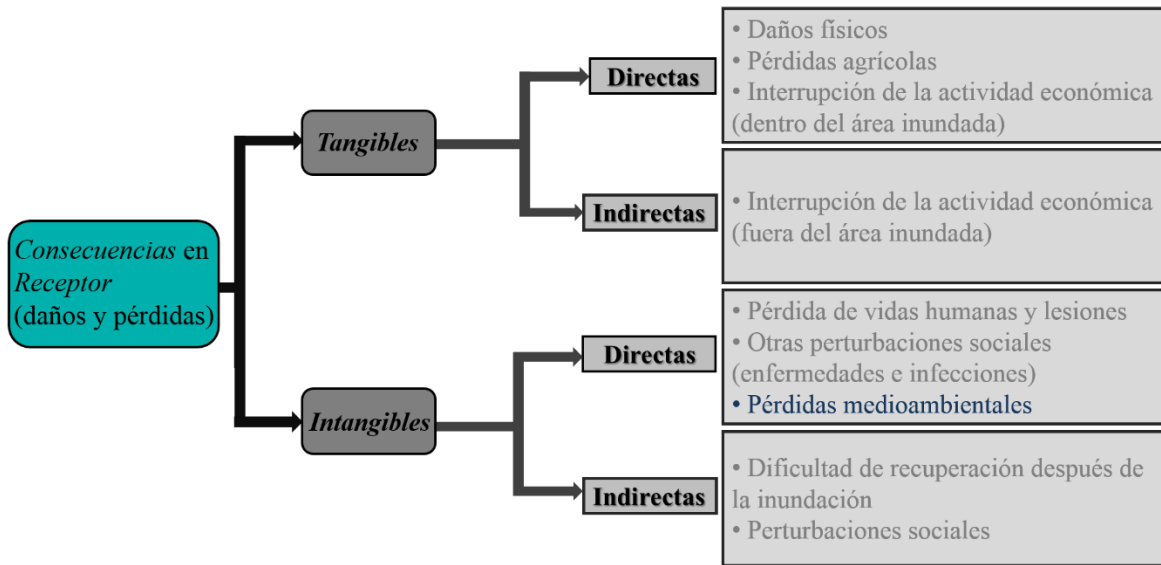 Consecuencias en
Receptor
(daños y pérdidas)
Tangibles
Directas
• Daños físicos
• Pérdidas agrícolas
• Interrupción de la actividad económica
(dentro del área inundada)
Indirectas
• Interrupción de la actividad económica
(fuera del área inundada)
Intangibles
Directas
• Pérdida de vidas humanas y lesiones
• Otras perturbaciones sociales
(enfermedades e infecciones)
• Pérdidas medioambientales
Indirectas
• Dificultad de recuperación después de
la inundación
• Perturbaciones sociales